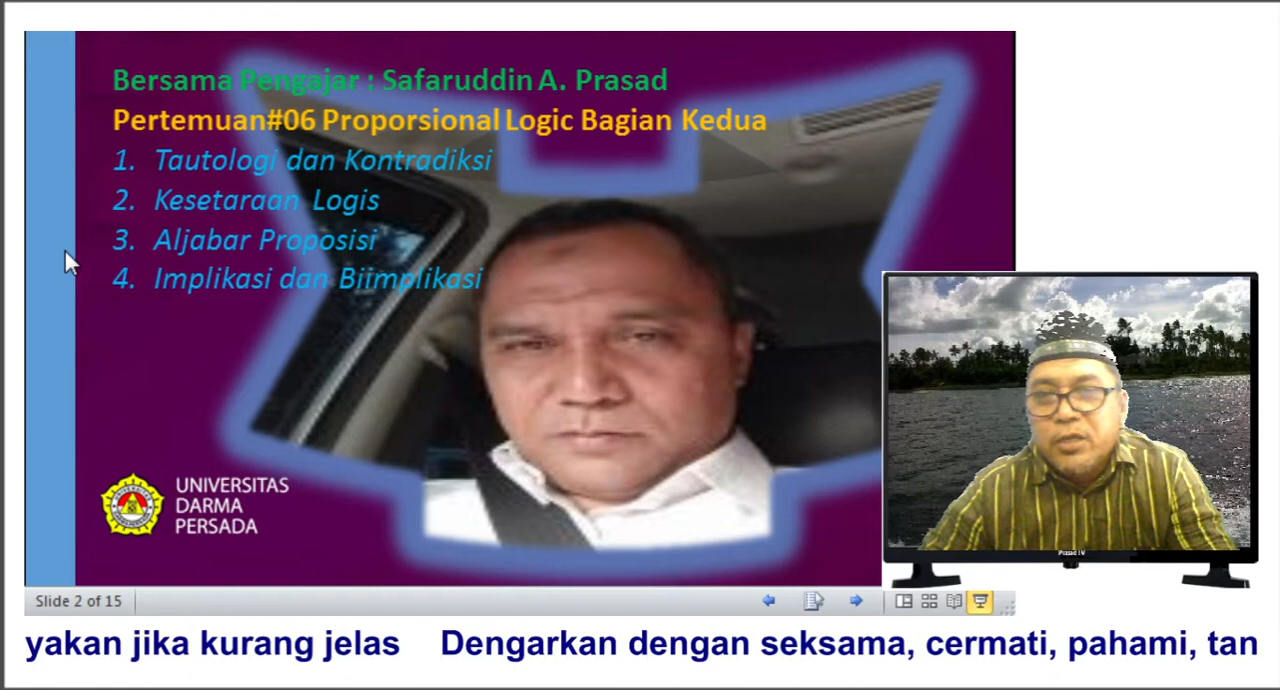 Bersama Pengajar : Safaruddin A. Prasad
Pertemuan#06 Proporsional Logic Bagian Kedua
1. Tautologi dan Kontradiksi
2. Kesetaraan Logis
3. Aljabar Proposisi
4. Implikasi dan Biimplikasi
UNIVERSITAS
DARMA
PERSADA
Prasad TV
Slide 2 of 15
yakan jika kurang jelas Dengarkan dengan seksama, cermati, pahami, tan